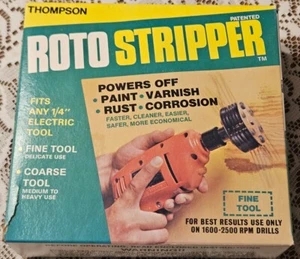 THOMPSON
PATENTED
ROTO STRIPPER™
POWERS OFF
• PAINT • VARNISH
• RUST • CORROSION
FASTER, CLEANER, EASIER,
SAFER, MORE ECONOMICAL
FITS
ANY 1/4"
ELECTRIC
TOOL
• FINE TOOL
DELICATE USE
• COARSE
TOOL
MEDIUM TO
HEAVY USE
FINE
TOOL
FOR BEST RESULTS USE ONLY
ON 1600-2500 RPM DRILLS